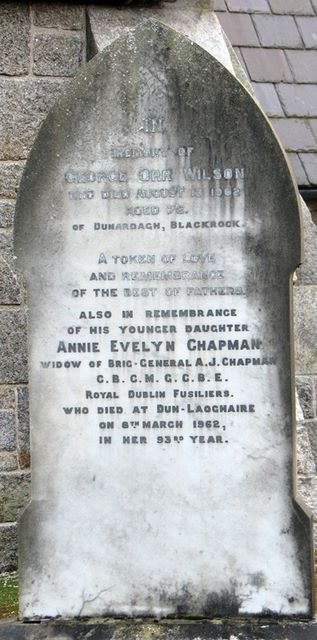 IN
MEMORY OF
GEORGE ORR WILSON
WHO DIED AUGUST 1902
AGED
OF DUNARDAGH, BLACKROCK.
A TOKEN OF LOVE
AND REMEMBRANCE
OF THE BEST OF FATHERS.
ALSO IN REMEMBRANCE
OF HIS YOUNGER DAUGHTER
ANNIE EVELYN CHAPMAN
WIDOW OF BRIG-GENERAL A.J. CHAPMAN
C.B. C.M.G. C.B.E.
ROYAL DUBLIN FUSILIERS.
WHO DIED AT DUN-LAOGHAIRE
ON 8TH MARCH 1962,
IN HER 93RD YEAR.